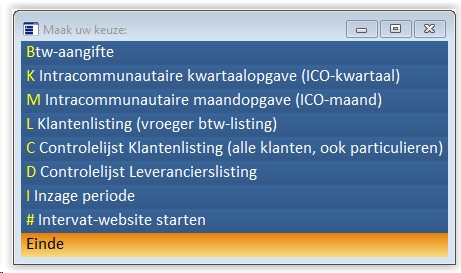 Maak uw keuze:
Btw-aangifte
K Intracommunautaire kwartaalopgave (ICO-kwartaal)
M Intracommunautaire maandopgave (ICO-maand)
L Klantenlisting (vroeger btw-listing)
C Controlelijst Klantenlisting (alle klanten, ook particulieren)
D Controlelijst Leverancierslisting
I Inzage periode
# Intervat-website starten
Einde